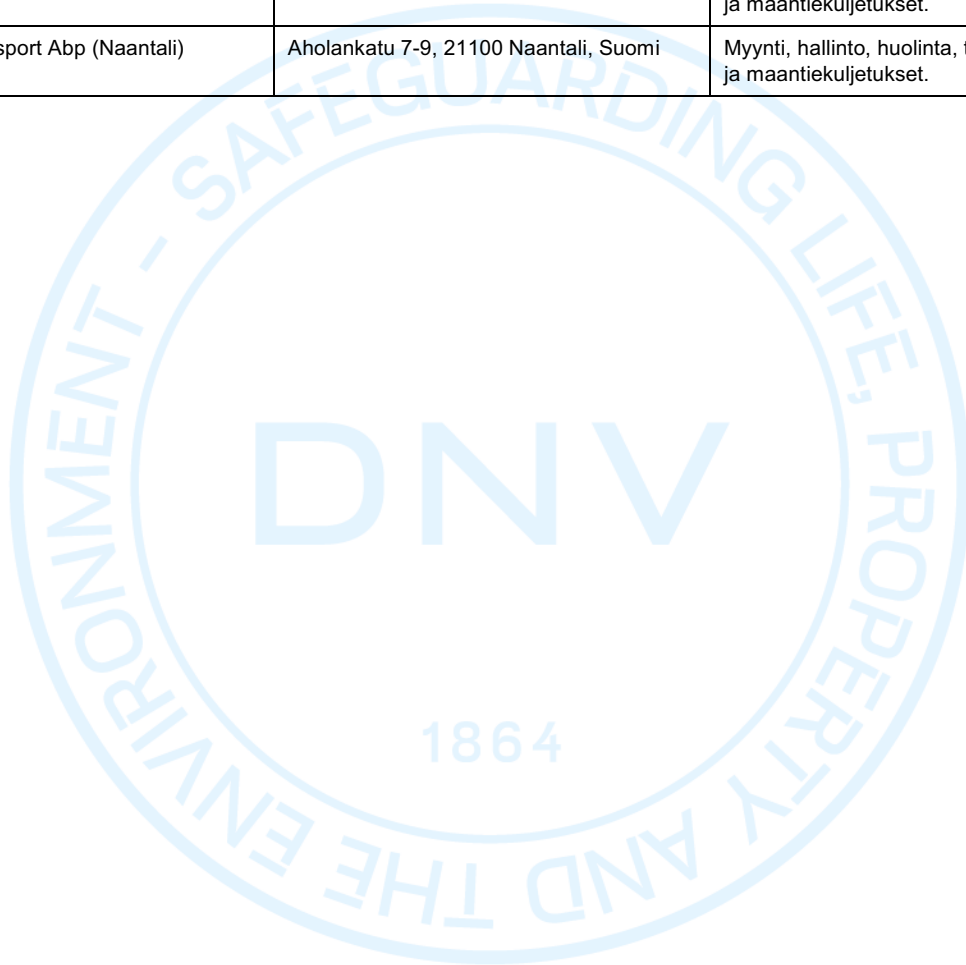 ja maantiekuljetukset.
sport Abp (Naantali)
Aholankatu 7-9, 21100 Naantali, Suomi
Myynti, hallinto, huolinta,
ja maantiekuljetukset.
SAFEGUARDING LIFE, PROPERTY AND THE ENVIRONMENT -
DNV
1864